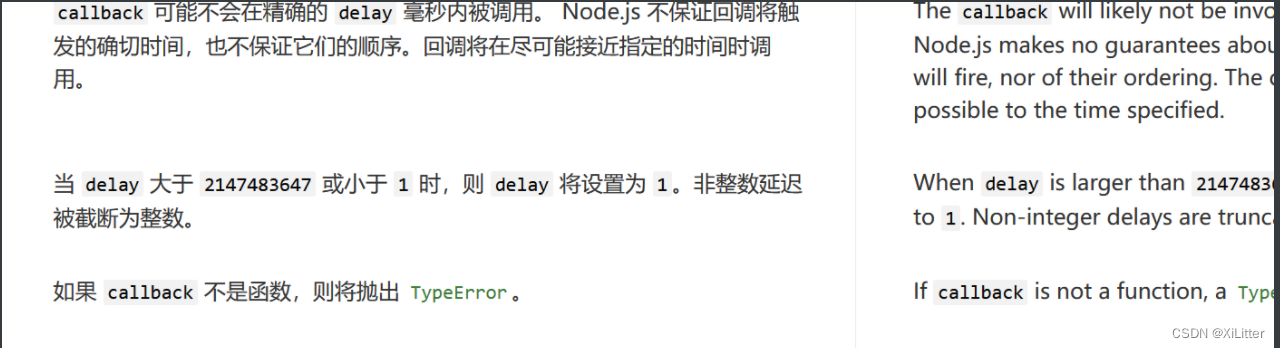 callback 可能不会在精确的 delay 毫秒内被调用。 Node.js 不保证回调将触
发的确切时间，也不保证它们的顺序。回调将在尽可能接近指定的时间时调
用。
当 delay 大于 2147483647 或小于 1 时，则 delay 将设置为 1。非整数延迟
被截断为整数。
如果 callback 不是函数，则将抛出 TypeError。
The callback will likely not be invo
Node.js makes no guarantees abou
will fire, nor of their ordering. The
possible to the time specified.
When delay is larger than 21474836
to 1. Non-integer delays are trunca
If callback is not a function, a Type
CSDN @XiLitter